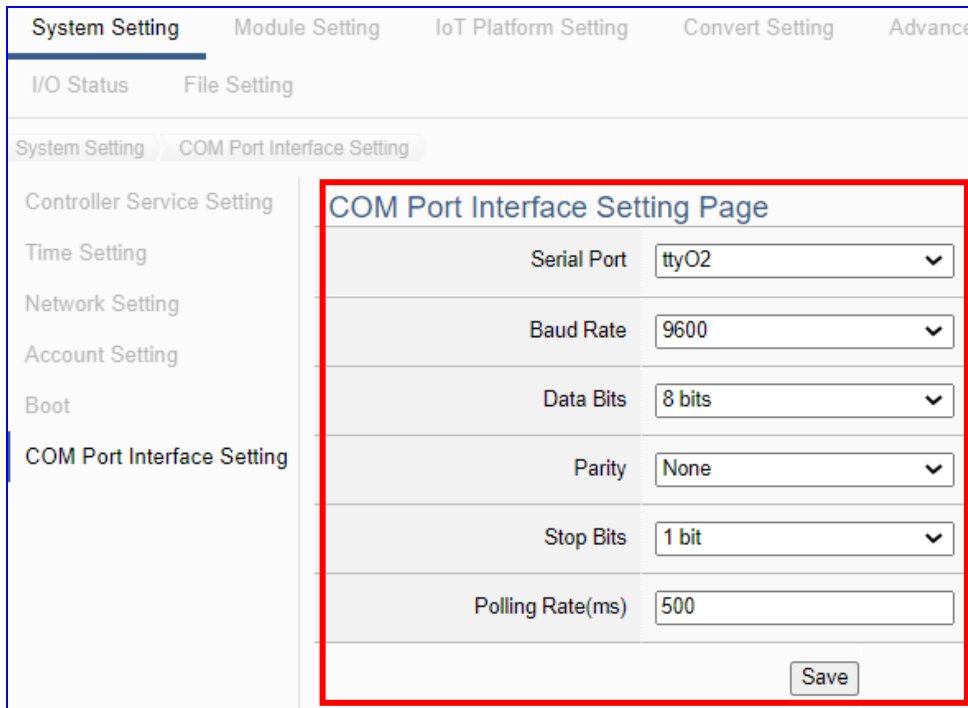 System Setting Module Setting IoT Platform Setting Convert Setting Advance
I/O Status File Setting
System Setting COM Port Interface Setting
Controller Service Setting
Time Setting
Network Setting
Account Setting
Boot
COM Port Interface Setting
COM Port Interface Setting Page
Serial Port ttyO2
Baud Rate 9600
Data Bits 8 bits
Parity None
Stop Bits 1 bit
Polling Rate(ms) 500
Save